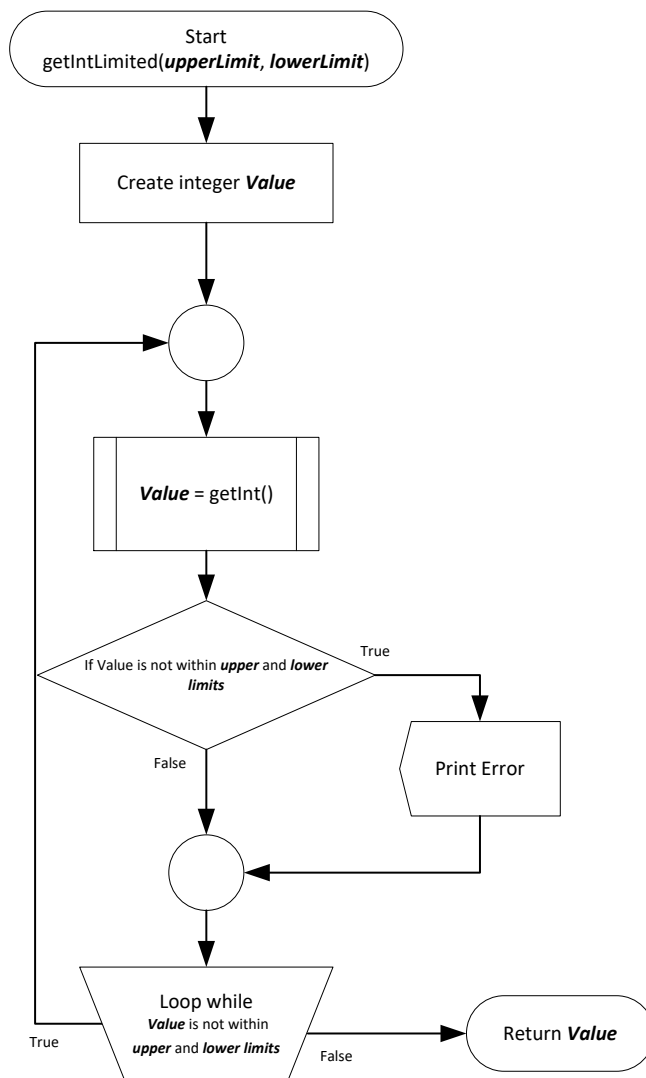 Start
getIntLimited(upperLimit, lowerLimit)
Create integer Value
Value = getInt()
If Value is not within upper and lower
limits
True
Print Error
False
Loop while
Value is not within
upper and lower limits
True
False
Return Value